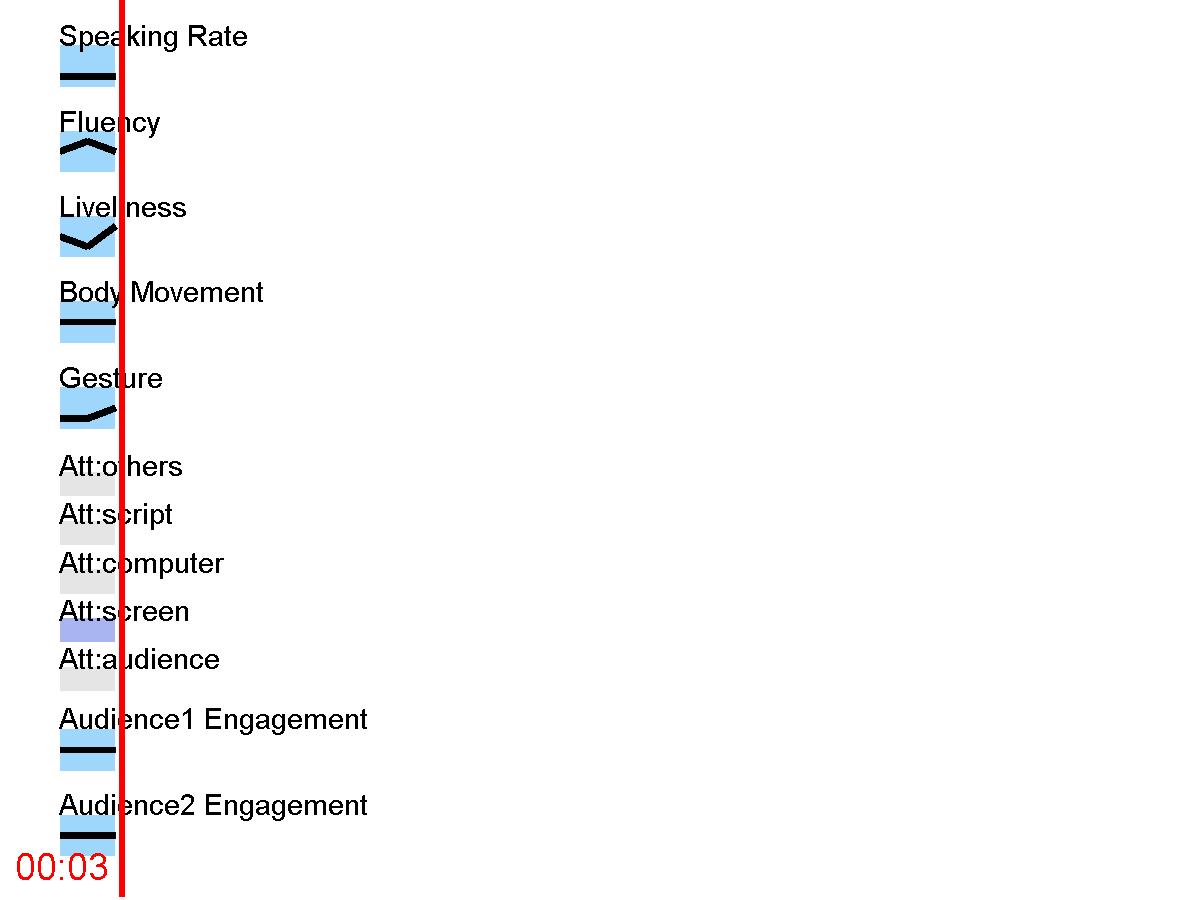 Speaking Rate
Fluency
Liveliness
Body Movement
Gesture
Att:others
Att:script
Att:computer
Att:screen
Att:audience
Audience1 Engagement
Audience2 Engagement
00:03